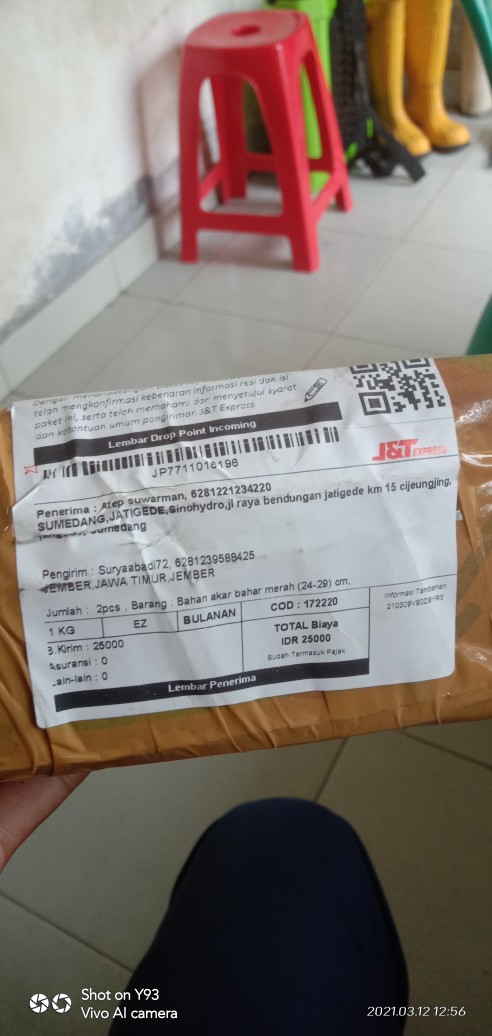 telah mengkonfirmasi kebenaran informasi resi dan isi
paket ini, serta teloh memahami dar menyetujui syarat
dan kotentuan umum pongiriman J&T Express
Lembar Drop Point Incoming
JP7711016196
J&T EXPRESS
Penerima : Atep suwarman, 6281221234220
SUMEDANG,JATIGEDE,Sinohydro,jl raya bendungan jatigede km 15 cijeungjing,
sumedang
Pengirim : Suryaabadi72, 6281239588425
JEMBER,JAWA TIMUR,JEMBER
Jumlah : 2pcs , Barang : Bahan akar bahar merah (24-29) cm,
1 KG EZ BULANAN COD : 172220
Informasi Tambahan
B.Kirim : 25000
Asuransi : 0
Lain-lain : 0
TOTAL Biaya
IDR 25000
Sudah Termasuk Pajak
Lembar Penerima
Shot on Y93
Vivo AI camera
2021.03.12 12:56